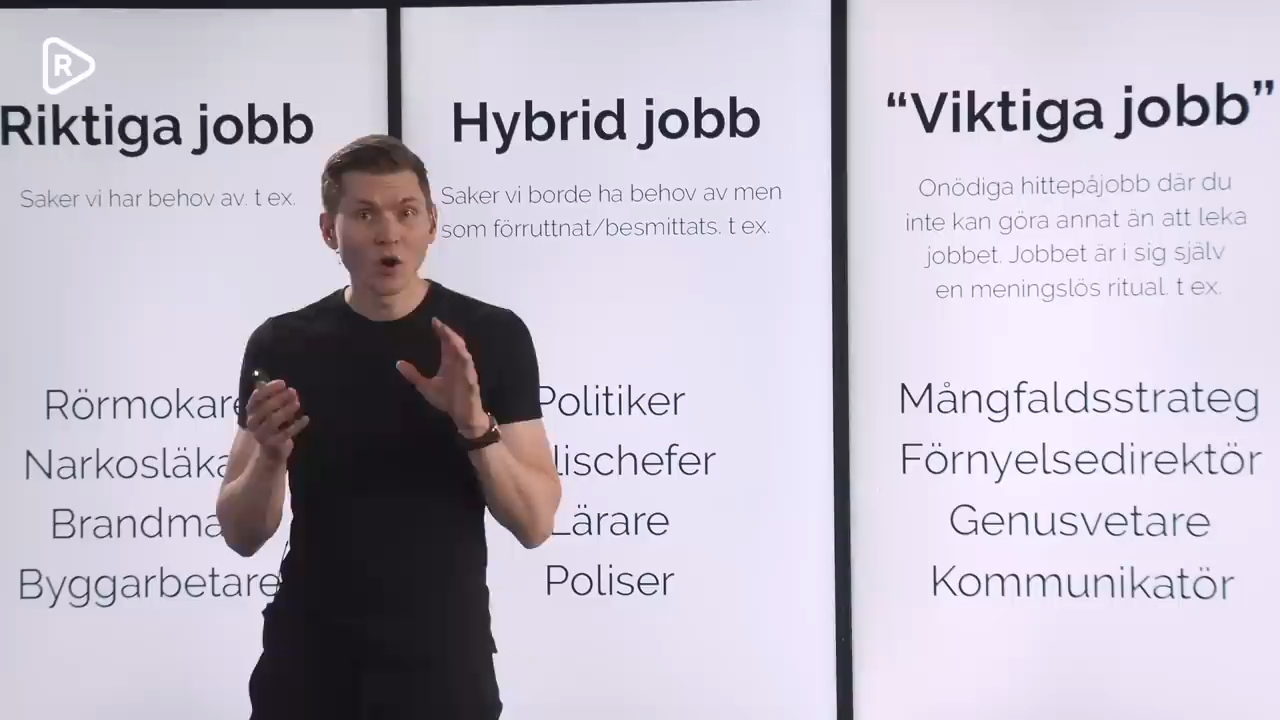 R
Riktiga jobb
Saker vi har behov av. t ex.
Rörmokare
Byggarbetare
Hybrid jobb
Saker vi borde ha behov av men
som förruttnat/besmittats. t ex.
Politiker
Lärare
Poliser
“Viktiga jobb”
Onödiga hittepåjobb där du
inte kan göra annat än att leka
jobbet. Jobbet är i sig själv
en meningslös ritual. t ex.
Mångfaldsstrateg
Förnyelsedirektör
Genusvetare
Kommunikatör